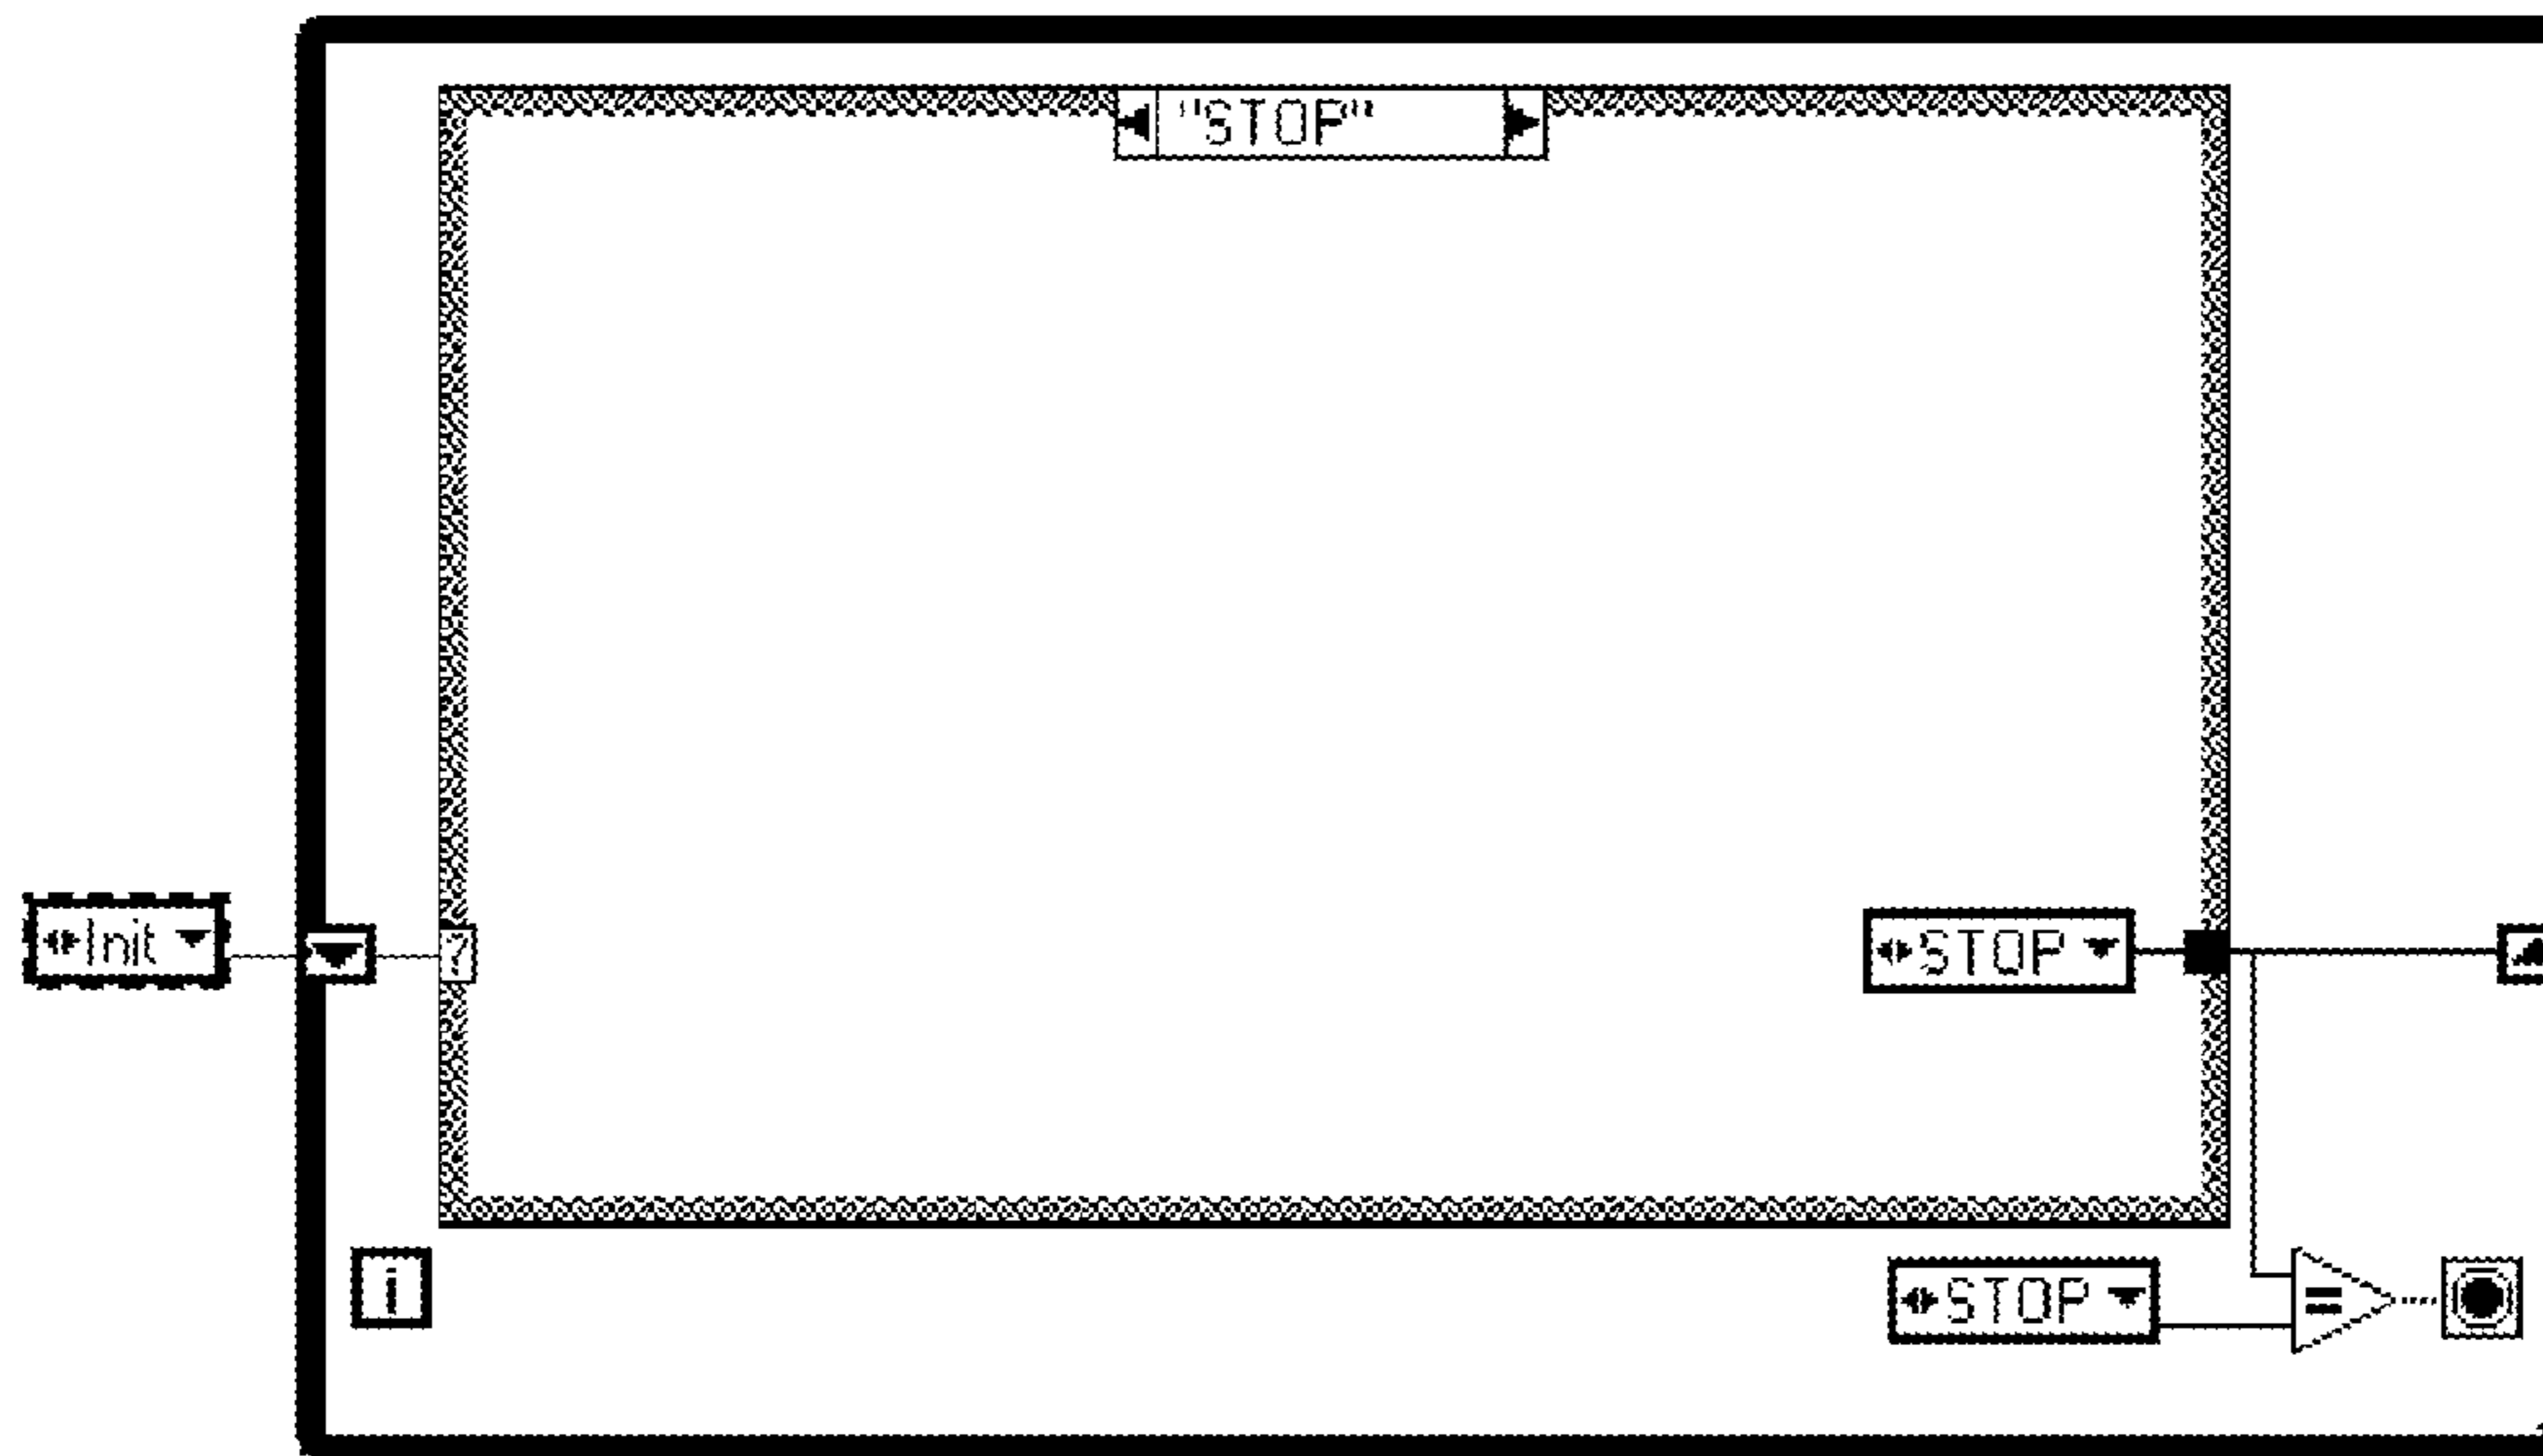 "STOP"
Init
?
STOP
i
STOP
=